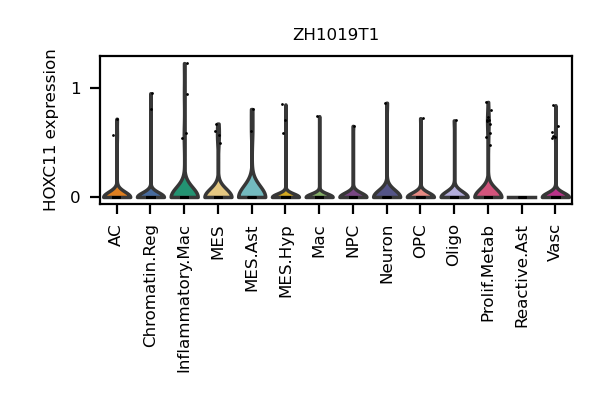 ZH1019T1
HOXC11 expression
1
0
AC
Chromatin.Reg
Inflammatory.Mac
MES
MES.Ast
MES.Hyp
Mac
NPC
Neuron
OPC
Oligo
Prolif.Metab
Reactive.Ast
Vasc